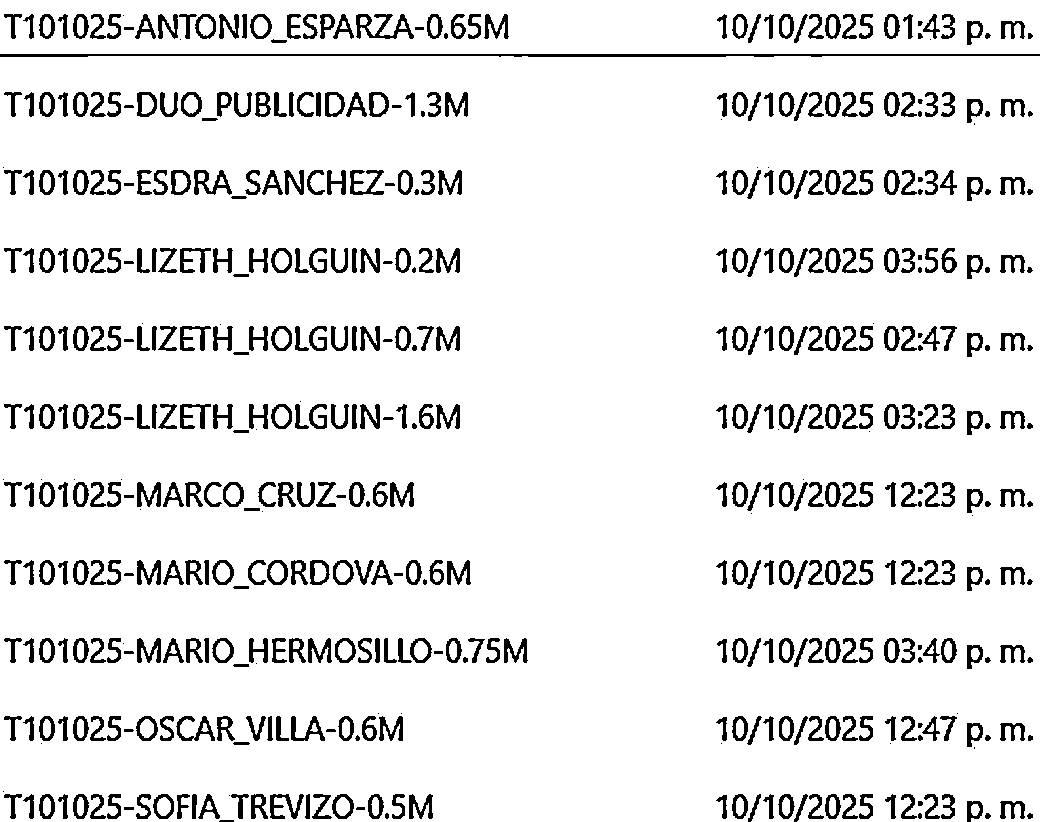 T101025-ANTONIO_ESPARZA-0.65M 10/10/2025 01:43 p. m.
T101025-DUO_PUBLICIDAD-1.3M 10/10/2025 02:33 p. m.
T101025-ESDRA_SANCHEZ-0.3M 10/10/2025 02:34 p. m.
T101025-LIZETH_HOLGUIN-0.2M 10/10/2025 03:56 p. m.
T101025-LIZETH_HOLGUIN-0.7M 10/10/2025 02:47 p. m.
T101025-LIZETH_HOLGUIN-1.6M 10/10/2025 03:23 p. m.
T101025-MARCO_CRUZ-0.6M 10/10/2025 12:23 p. m.
T101025-MARIO_CORDOVA-0.6M 10/10/2025 12:23 p. m.
T101025-MARIO_HERMOSILLO-0.75M 10/10/2025 03:40 p. m.
T101025-OSCAR_VILLA-0.6M 10/10/2025 12:47 p. m.
T101025-SOFIA_TREVIZO-0.5M 10/10/2025 12:23 p. m.